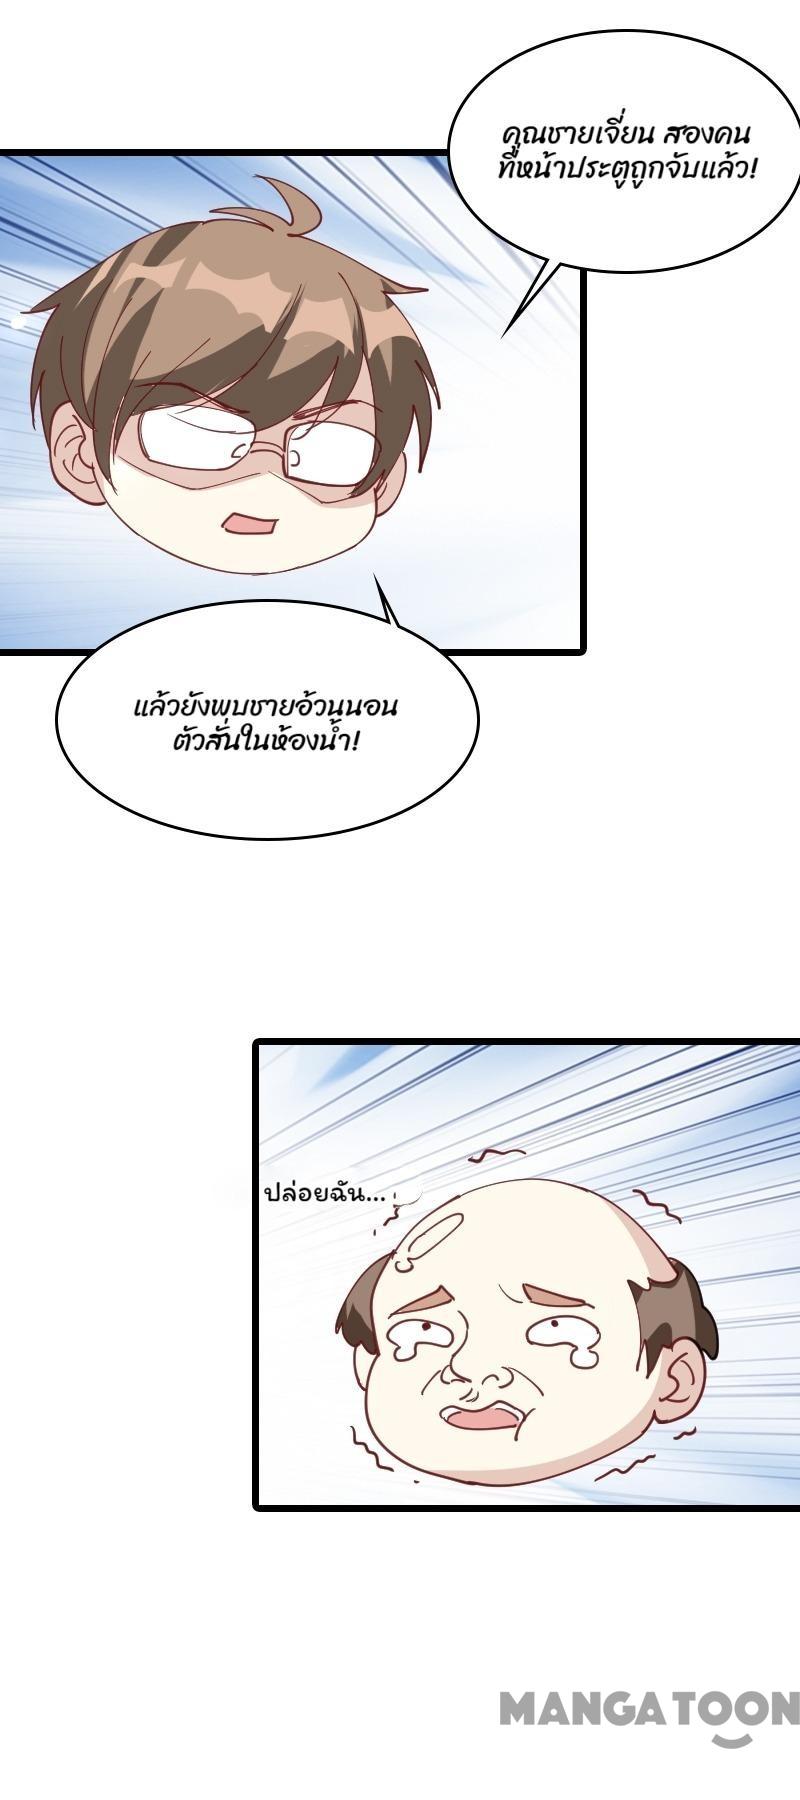 คุณชายเจี่ยน สองคน
ที่หน้าประตูถูกจับแล้ว!
แล้วยังพบชายอ้วนนอน
ตัวสั่นในห้องน้ำ!
ปล่อยฉัน...
MANGATOON